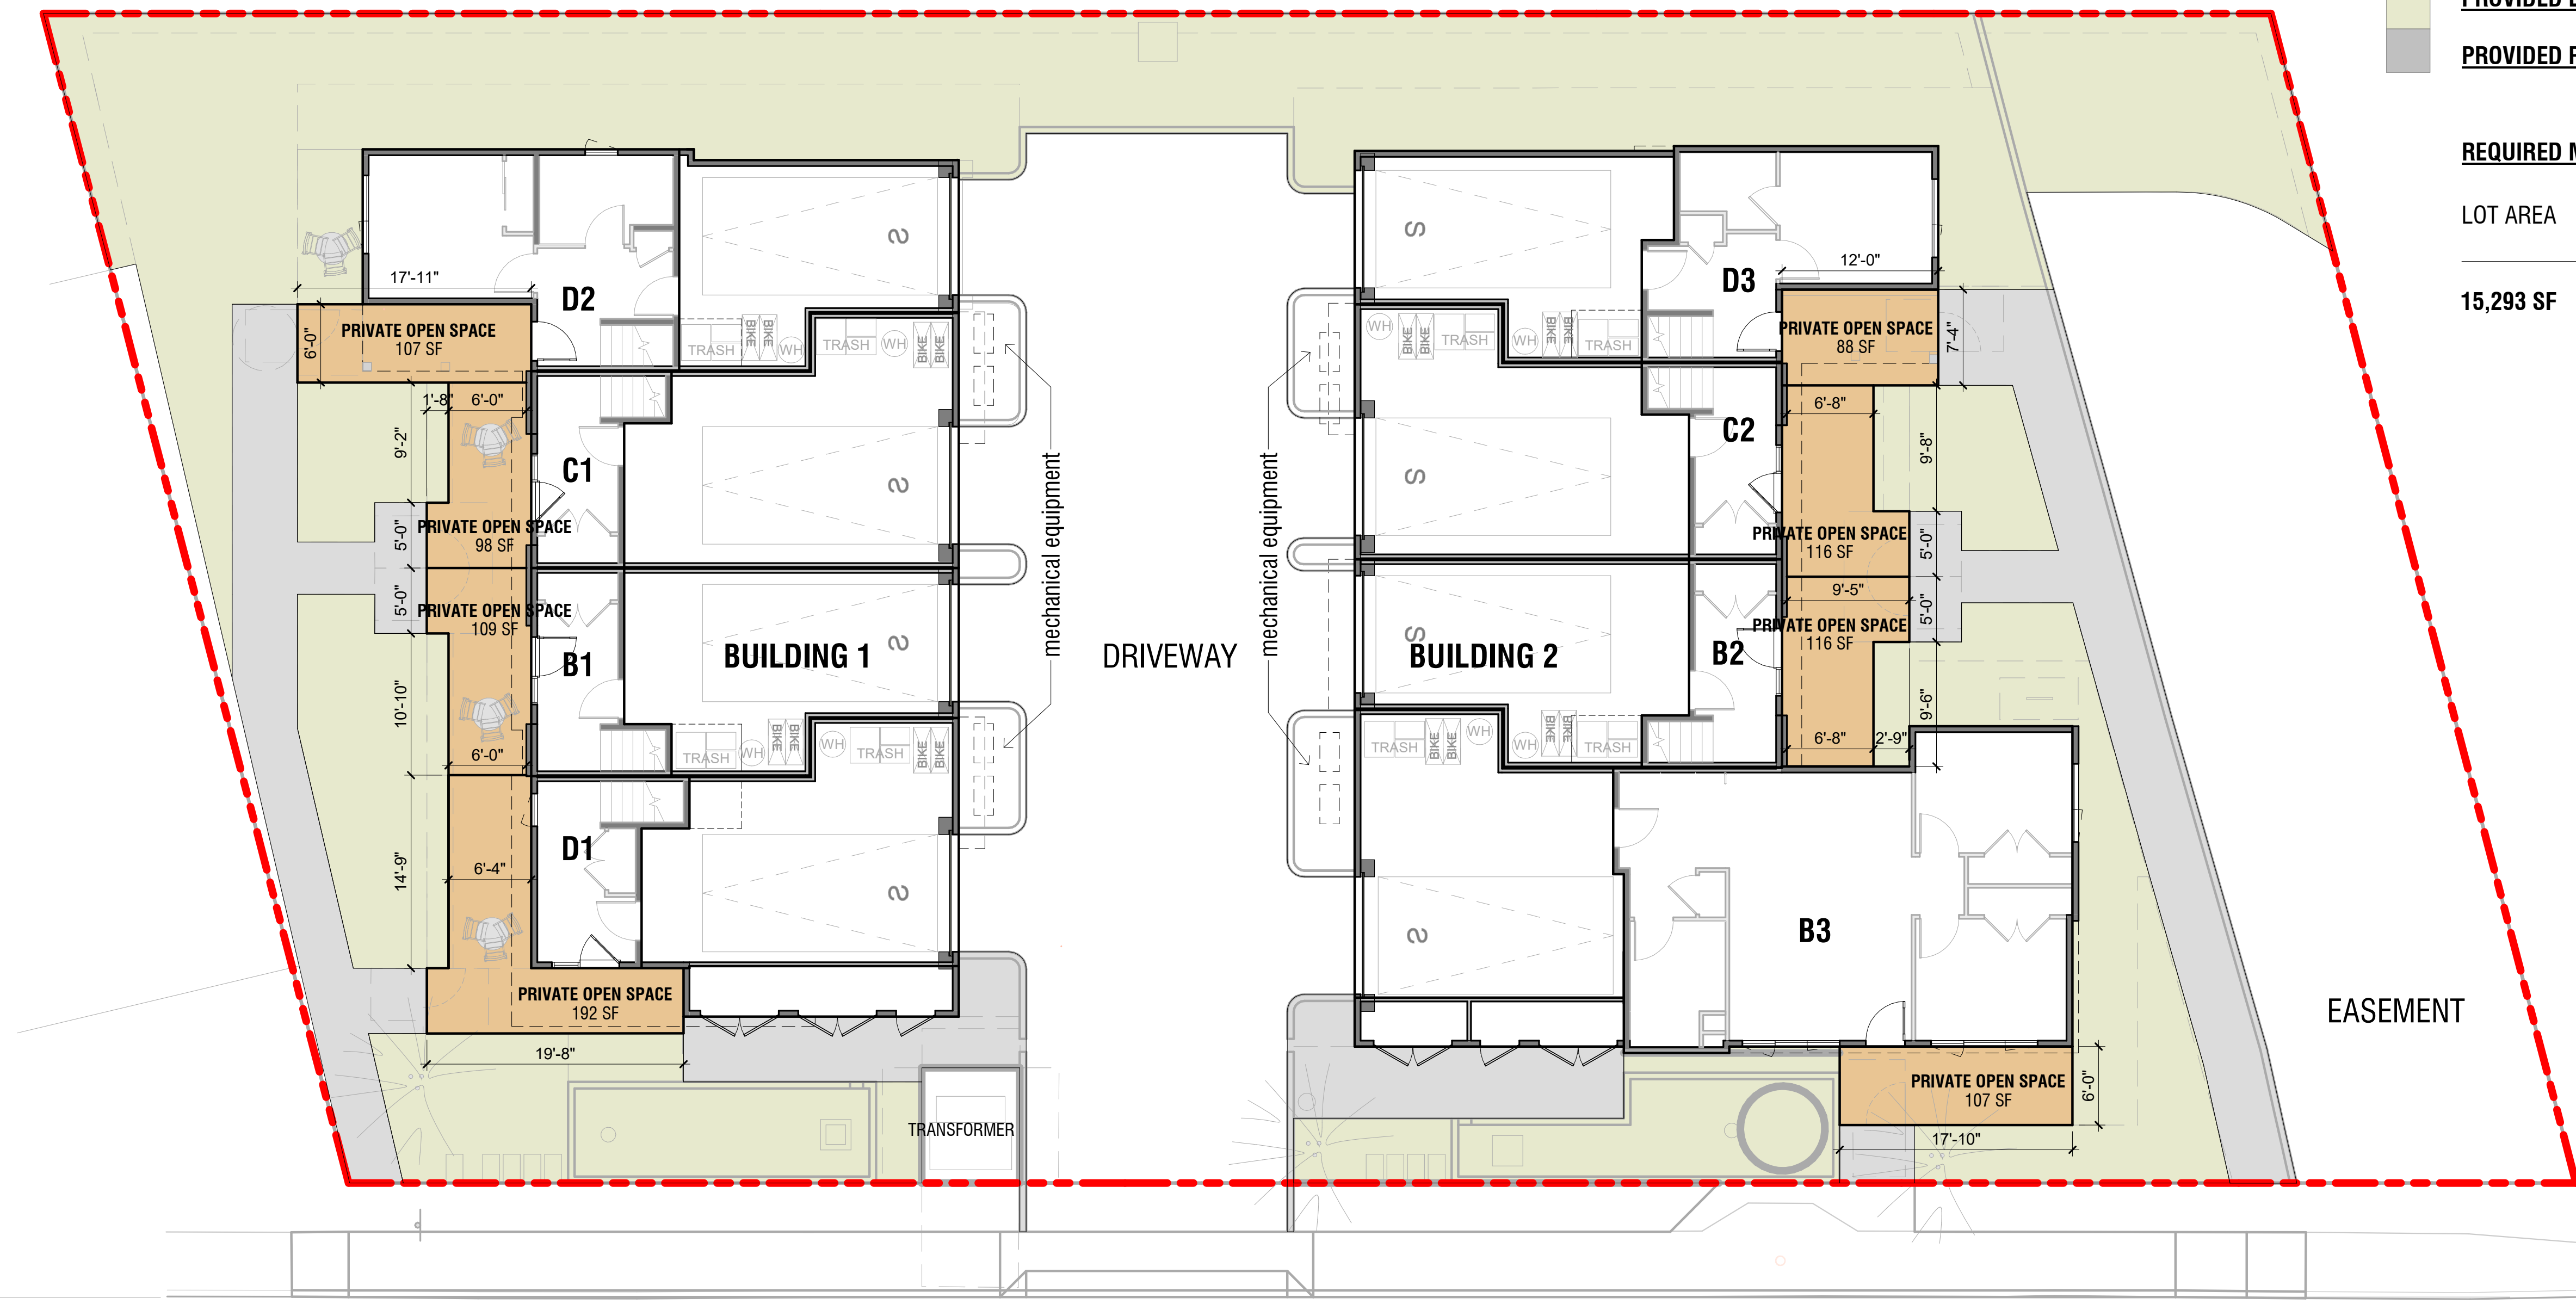 PROVIDED
PROVIDED
REQUIRED
LOT AREA
15,293 SF
17'-11"
D2
PRIVATE OPEN SPACE
107 SF
6'-0"
TRASH
BIKE
BIKE
WH
TRASH
WH
BIKE
BIKE
S
1'-8"
6'-0"
9'-2"
C1
S
5'-0"
PRIVATE OPEN SPACE
98 SF
5'-0"
PRIVATE OPEN SPACE
109 SF
B1
BUILDING 1
S
10'-10"
6'-0"
TRASH
WH
BIKE
BIKE
WH
TRASH
BIKE
BIKE
D1
14'-9"
6'-4"
S
PRIVATE OPEN SPACE
192 SF
19'-8"
TRANSFORMER
mechanical equipment
DRIVEWAY
mechanical equipment
S
D3
12'-0"
PRIVATE OPEN SPACE
88 SF
7'-4"
WH
BIKE
BIKE
TRASH
WH
BIKE
BIKE
TRASH
C2
6'-8"
9'-8"
S
PRIVATE OPEN SPACE
116 SF
5'-0"
9'-5"
5'-0"
PRIVATE OPEN SPACE
116 SF
S
BUILDING 2
B2
9'-6"
6'-8"
2'-9"
TRASH
BIKE
BIKE
WH
WH
BIKE
BIKE
TRASH
S
B3
EASEMENT
PRIVATE OPEN SPACE
107 SF
6'-0"
17'-10"